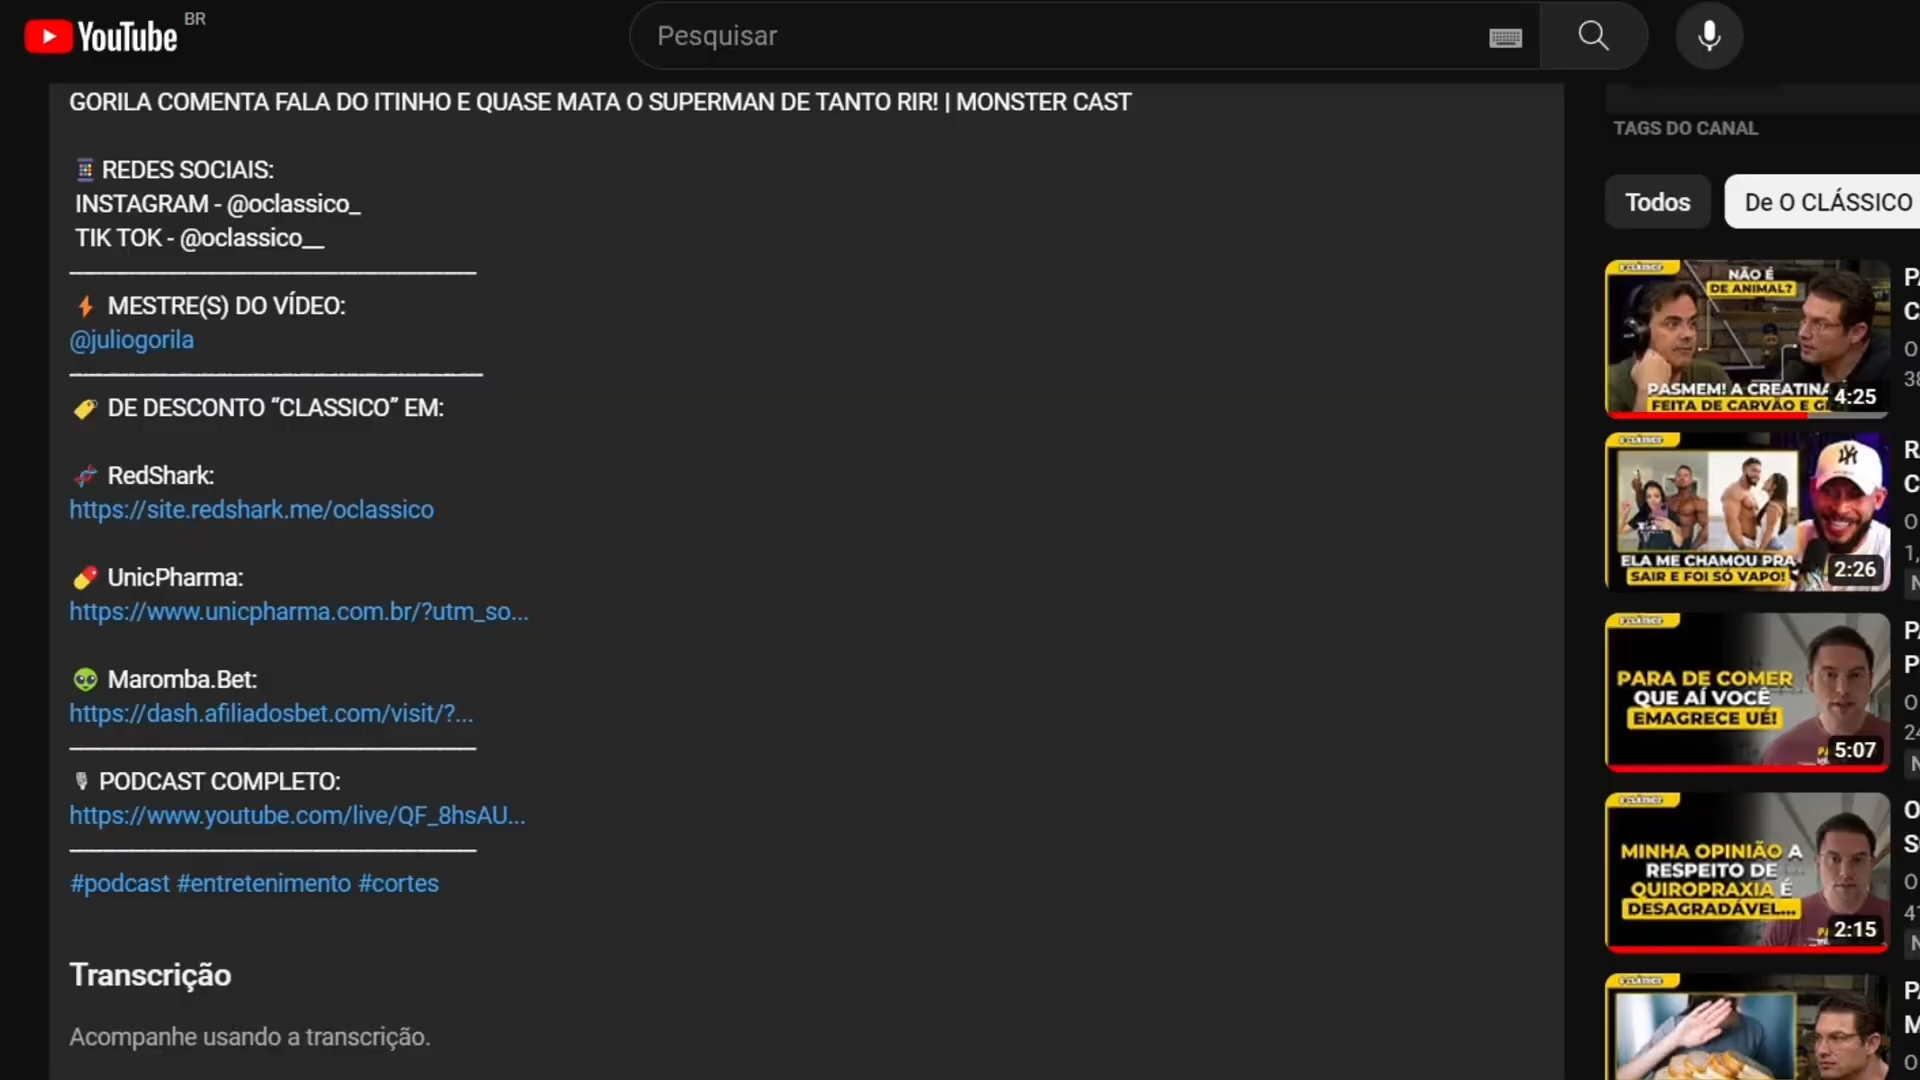 YouTube BR
Pesquisar
GORILA COMENTA FALA DO ITINHO E QUASE MATA O SUPERMAN DE TANTO RIR! | MONSTER CAST
REDES SOCIAIS:
INSTAGRAM - @oclassico_
TIK TOK - @oclassico__
MESTRE(S) DO VÍDEO:
@juliogorila
DE DESCONTO “CLASSICO” EM:
RedShark:
https://site.redshark.me/oclassico
UnicPharma:
https://www.unicpharma.com.br/?utm_so...
Maromba.Bet:
https://dash.afiliadosbet.com/visit/?...
PODCAST COMPLETO:
https://www.youtube.com/live/QF_8hsAU...
#podcast #entretenimento #cortes
Transcrição
Acompanhe usando a transcrição.
TAGS DO CANAL
Todos
De O CLÁSSICO
O CLÁSSICO
NÃO É
DE ANIMAL?
PASMEM! A CREATINA
FEITA DE CARVÃO E
4:25
O CLÁSSICO
ELA ME CHAMOU PRA
SAIR E FOI SÓ VAPO!
2:26
O CLÁSSICO
PARA DE COMER
QUE AÍ VOCÊ
EMAGRECE UÉ!
5:07
O CLÁSSICO
MINHA OPINIÃO A
RESPEITO DE
QUIROPRAXIA É
DESAGRADÁVEL...
2:15
O CLÁSSICO